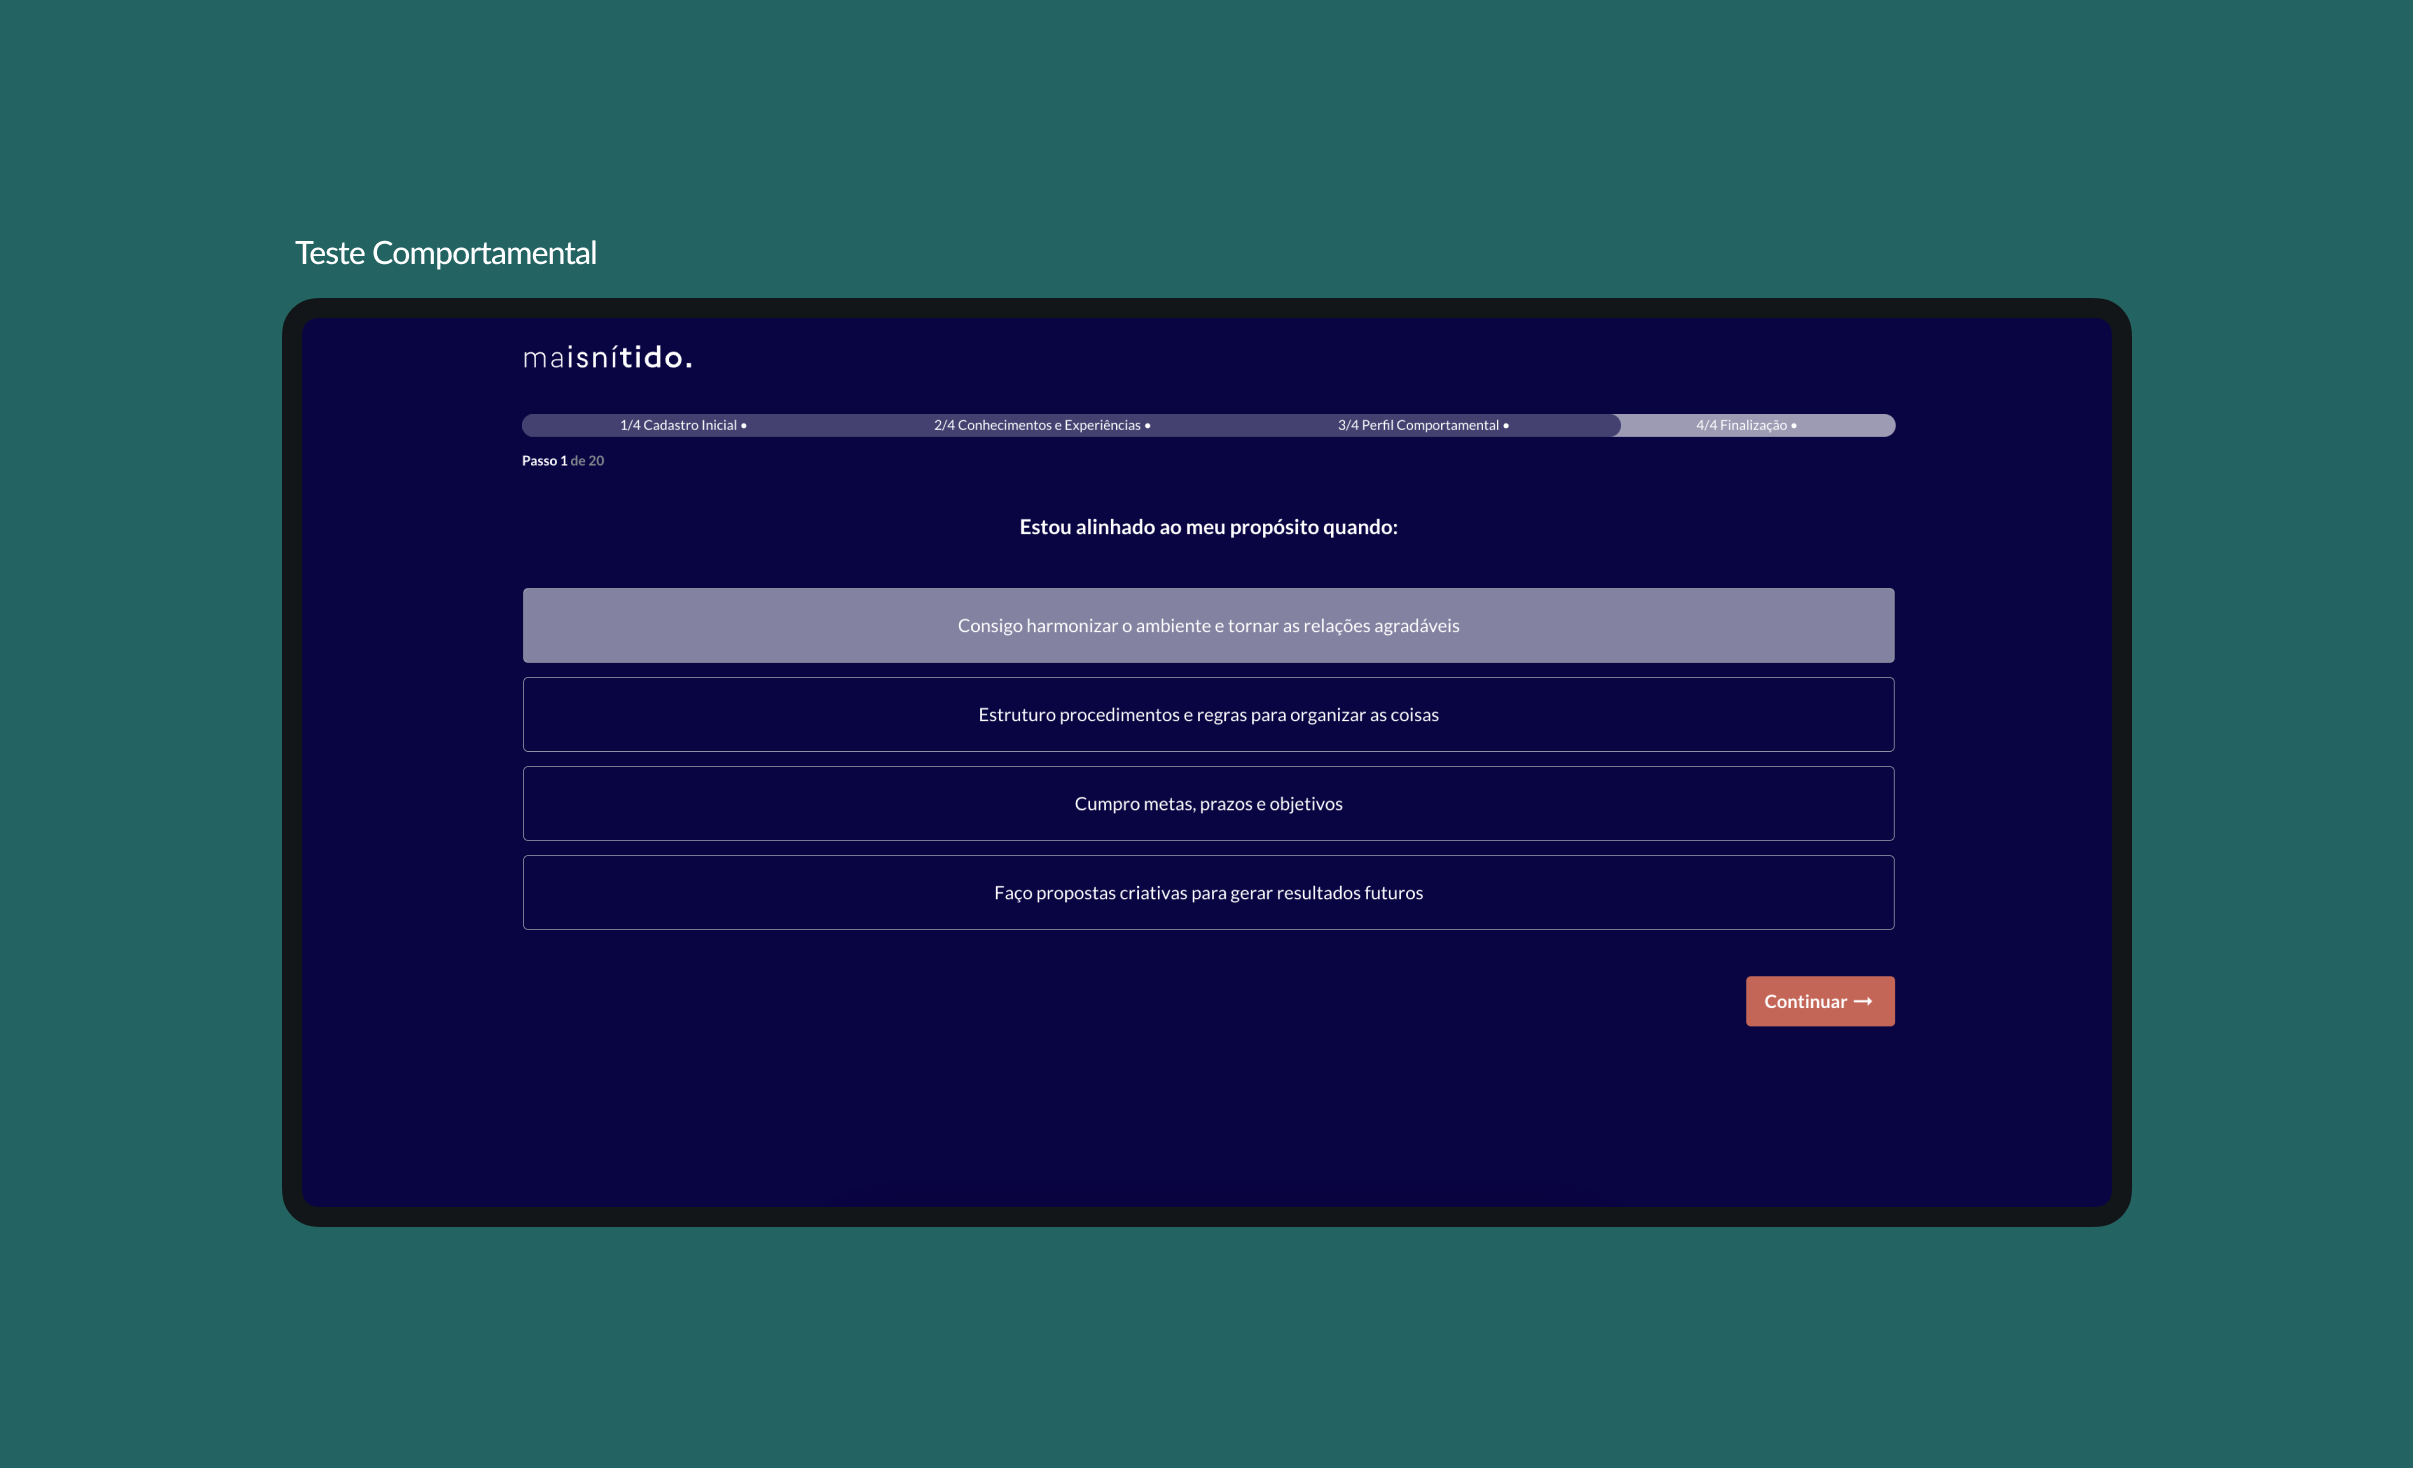 Teste Comportamental
maisnítido.
1/4 Cadastro Inicial • 2/4 Conhecimentos e Experiências • 3/4 Perfil Comportamental • 4/4 Finalização •
Passo 1 de 20
Estou alinhado ao meu propósito quando:
Consigo harmonizar o ambiente e tornar as relações agradáveis
Estruturo procedimentos e regras para organizar as coisas
Cumpro metas, prazos e objetivos
Faço propostas criativas para gerar resultados futuros
Continuar →